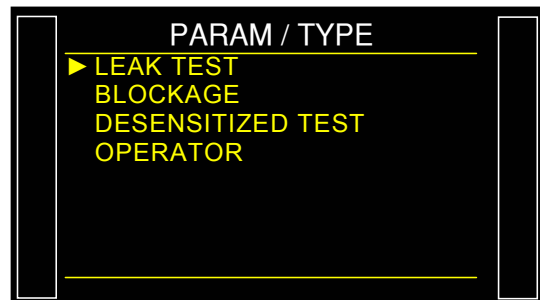 PARAM / TYPE
► LEAK TEST
BLOCKAGE
DESENSITIZED TEST
OPERATOR